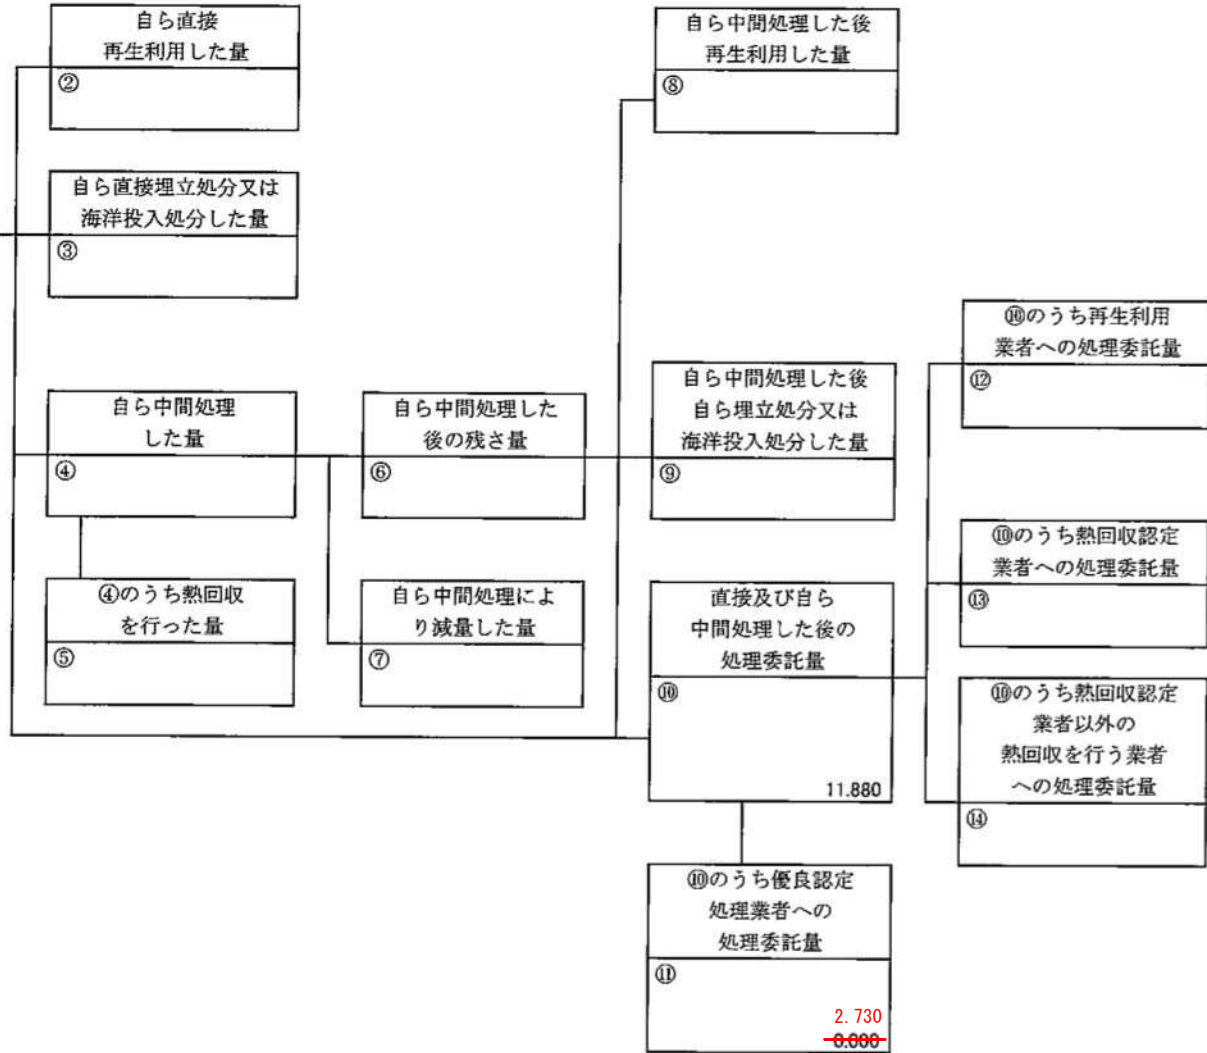 自ら直接
再生利用した量
②
自ら直接埋立処分又は
海洋投入処分した量
③
自ら中間処理
した量
④
④のうち熱回収
を行った量
⑤
自ら中間処理した
後の残さ量
⑥
自ら中間処理によ
り減量した量
⑦
自ら中間処理した後
再生利用した量
⑧
自ら中間処理した後
自ら埋立処分又は
海洋投入処分した量
⑨
直接及び自ら
中間処理した後の
処理委託量
⑩
11.880
⑩のうち優良認定
処理業者への
処理委託量
⑪
2.730
0.000
⑩のうち再生利用
業者への処理委託量
⑫
⑩のうち熱回収認定
業者への処理委託量
⑬
⑩のうち熱回収認定
業者以外の
熱回収を行う業者
への処理委託量
⑭